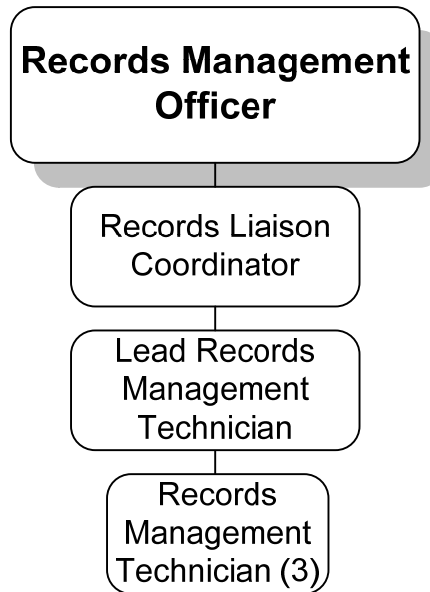 Records Management
Officer
Records Liaison
Coordinator
Lead Records
Management
Technician
Records
Management
Technician (3)